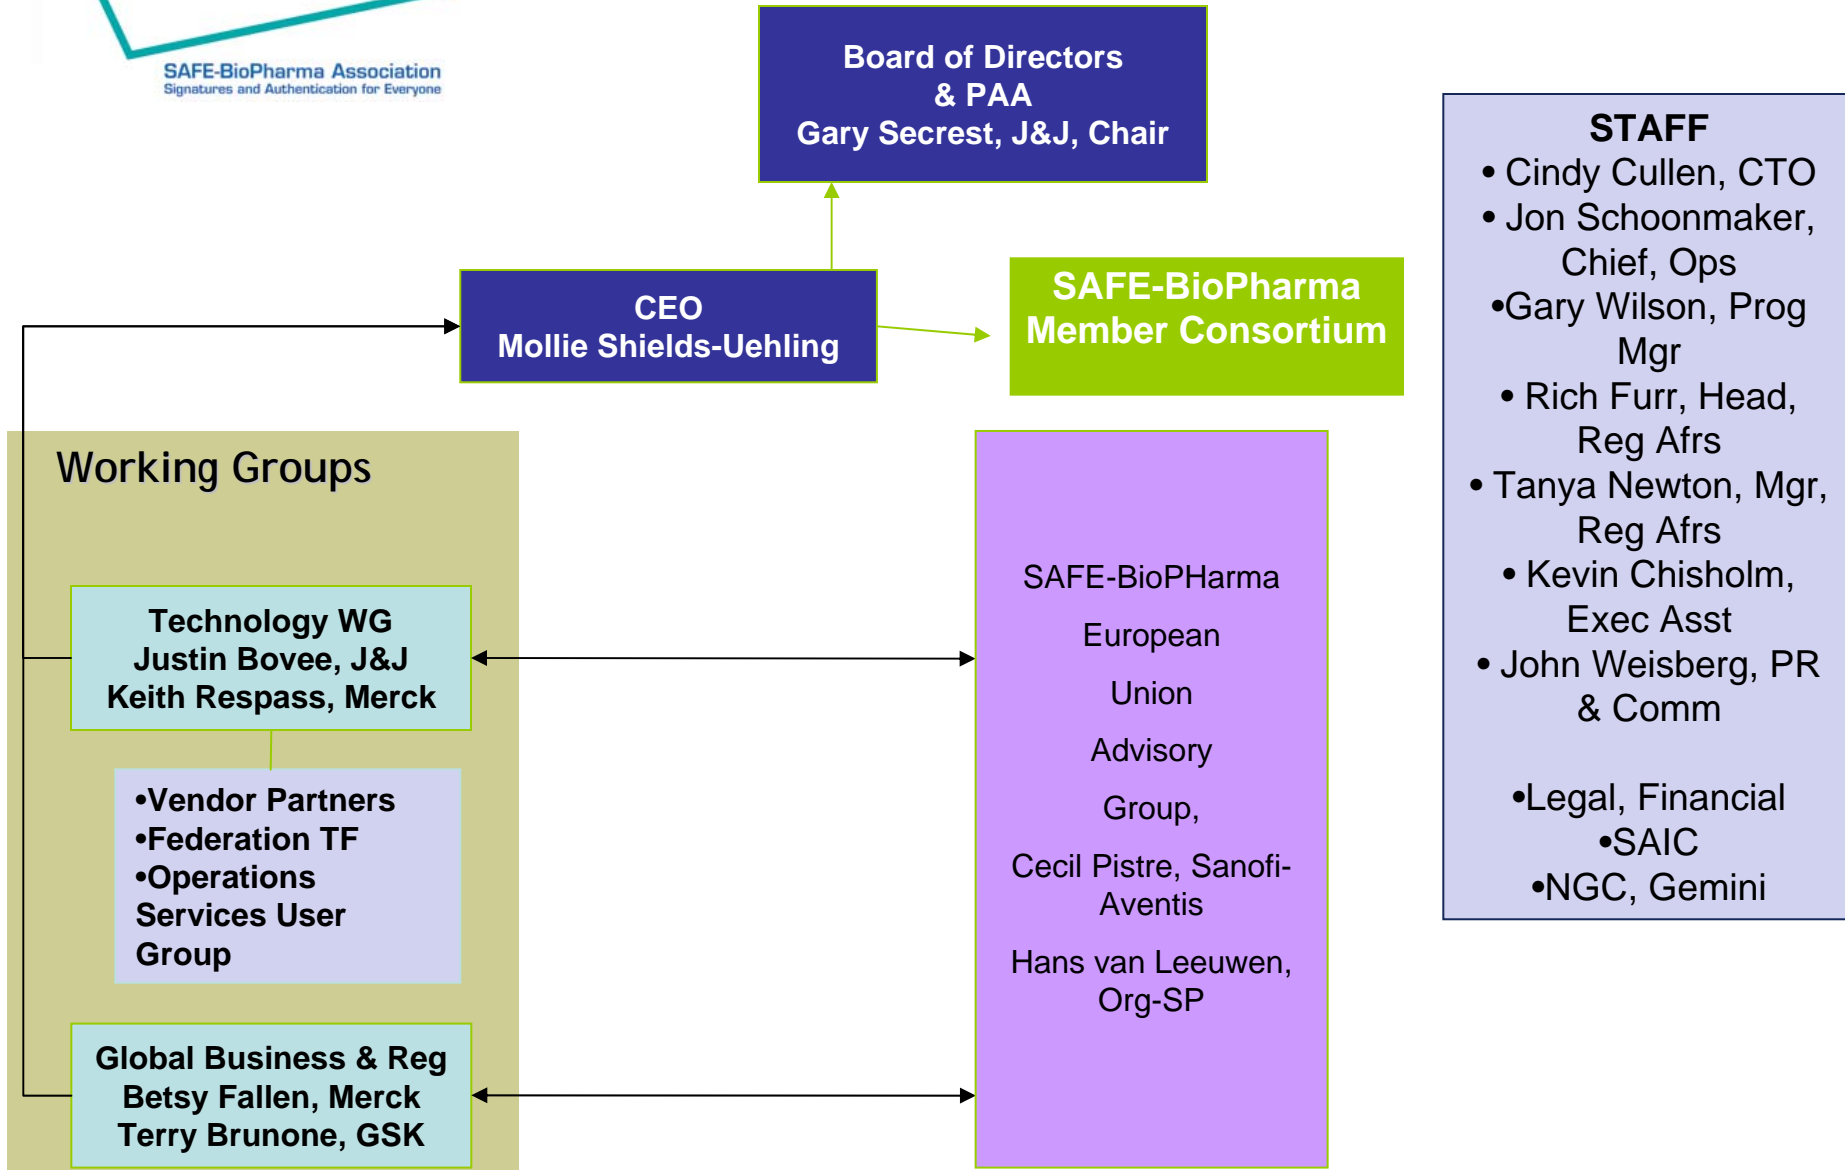 SAFE-BioPharma Association
Signatures and Authentication for Everyone
Board of Directors
& PAA
Gary Secrest, J&J, Chair
CEO
Mollie Shields-Uehling
SAFE-BioPharma
Member Consortium
STAFF
• Cindy Cullen, CTO
• Jon Schoonmaker,
Chief, Ops
•Gary Wilson, Prog
Mgr
• Rich Furr, Head,
Reg Afrs
• Tanya Newton, Mgr,
Reg Afrs
• Kevin Chisholm,
Exec Asst
• John Weisberg, PR
& Comm
•Legal, Financial
•SAIC
•NGC, Gemini
Working Groups
Technology WG
Justin Bovee, J&J
Keith Respass, Merck
•Vendor Partners
•Federation TF
•Operations
Services User
Group
Global Business & Reg
Betsy Fallen, Merck
Terry Brunone, GSK
SAFE-BioPHarma
European
Union
Advisory
Group,
Cecil Pistre, Sanofi-
Aventis
Hans van Leeuwen,
Org-SP